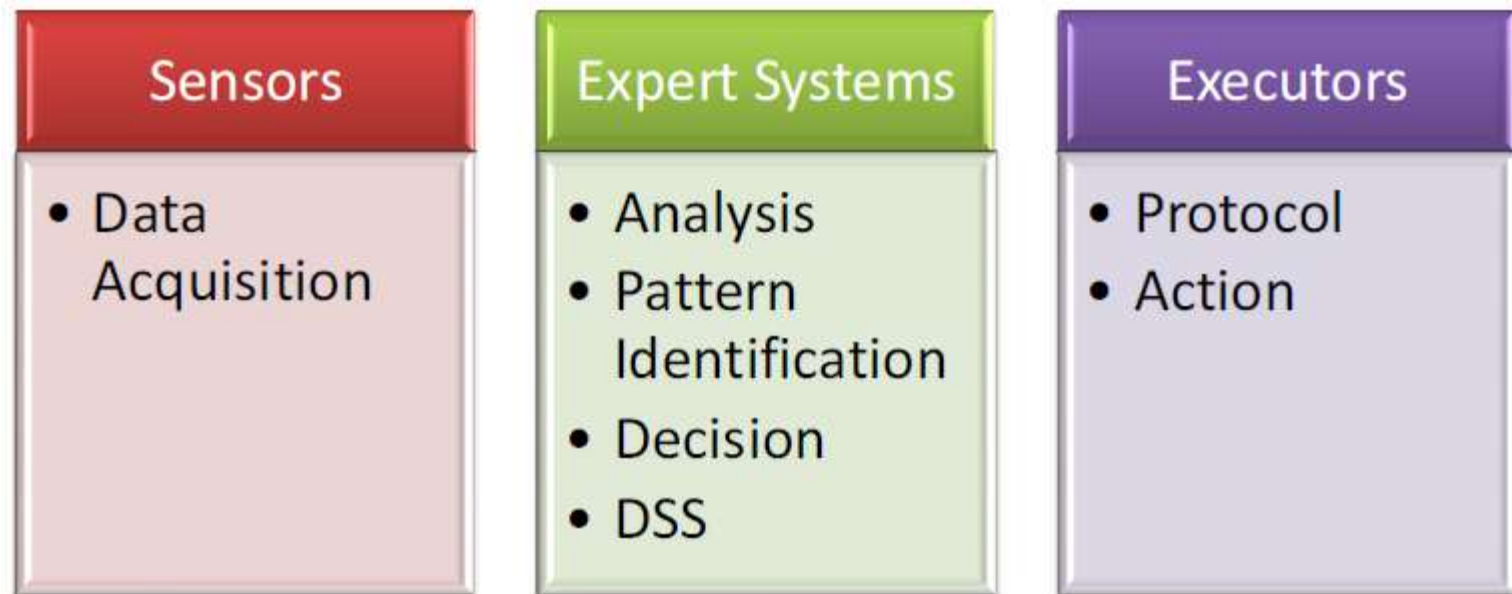 Sensors
• Data
Acquisition
Expert Systems
• Analysis
• Pattern
Identification
• Decision
• DSS
Executors
• Protocol
• Action